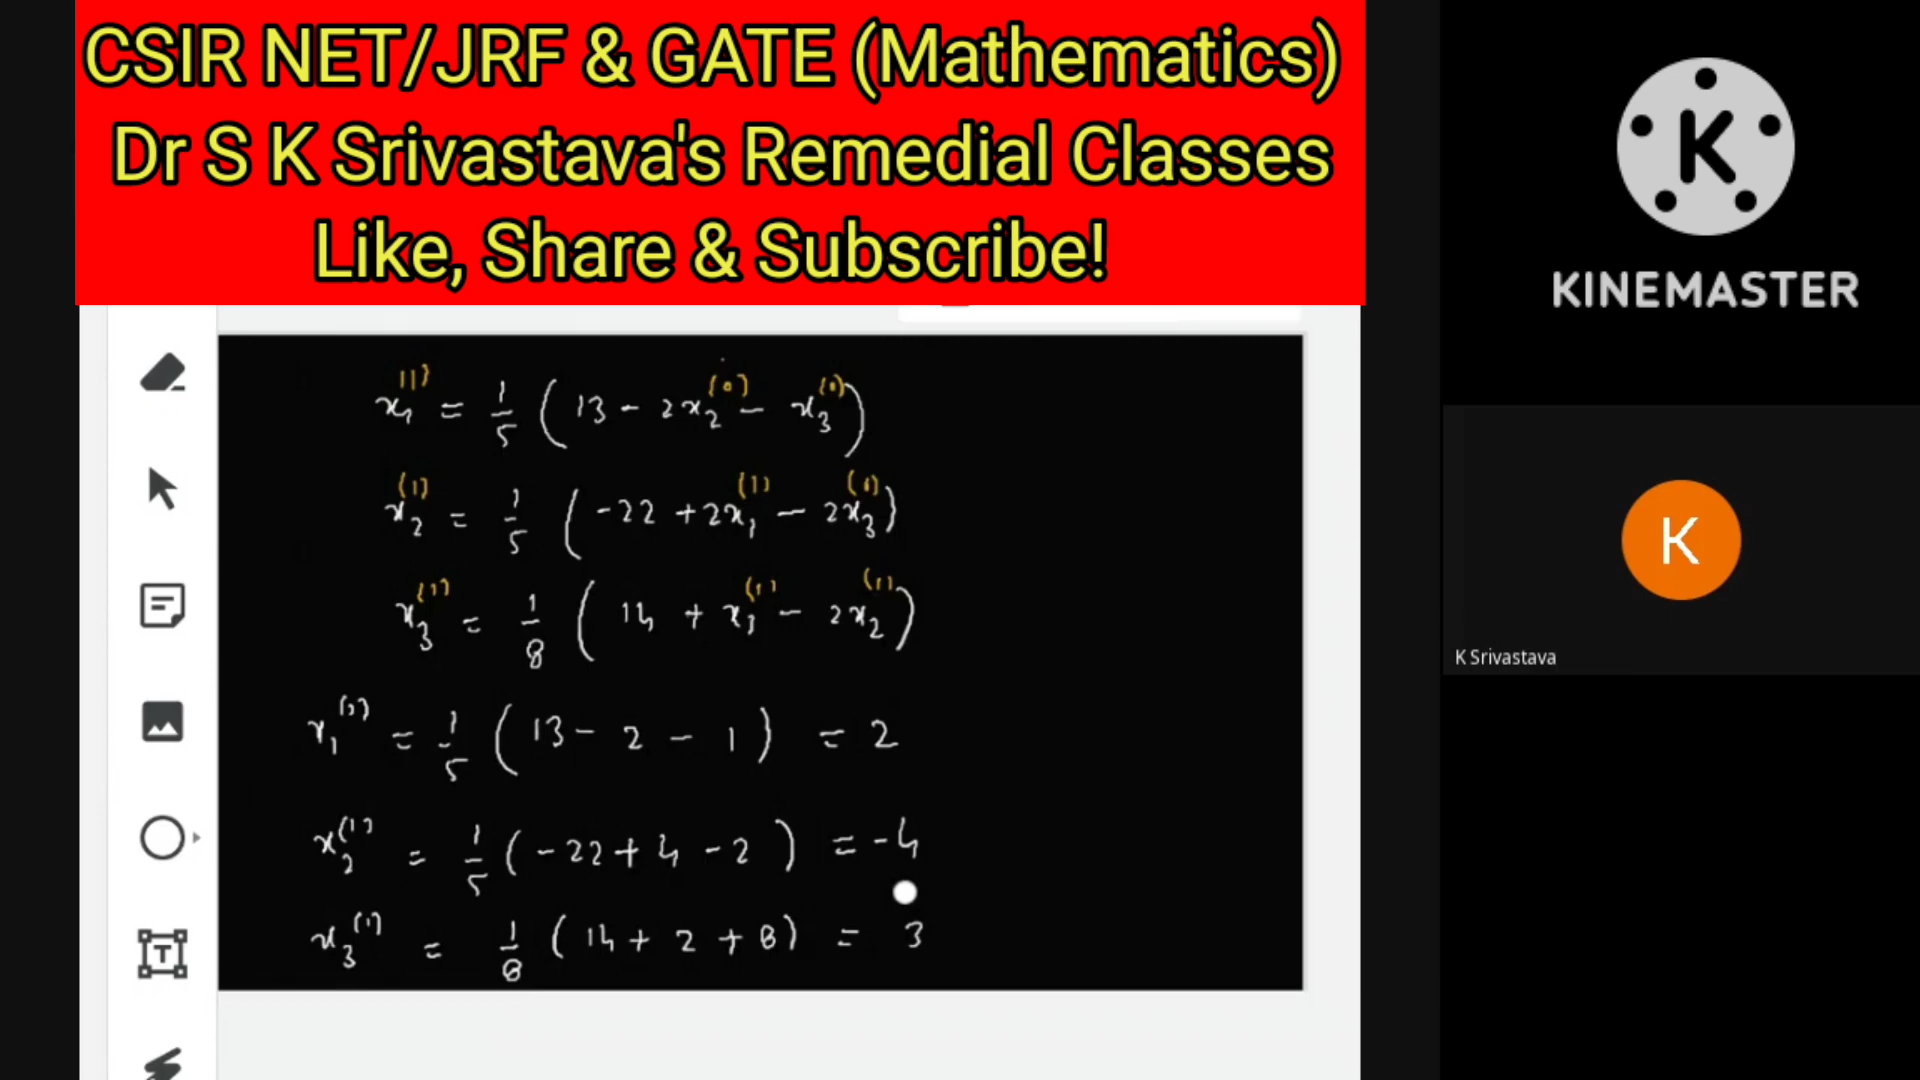 CSIR NET/JRF & GATE (Mathematics)
Dr S K Srivastava's Remedial Classes
Like, Share & Subscribe!
x₁⁽¹⁾ = 1/5 (13 - 2x₂⁽⁰⁾ - x₃⁽⁰⁾)
x₂⁽¹⁾ = 1/5 (-22 + 2x₁⁽¹⁾ - 2x₃⁽⁰⁾)
x₃⁽¹⁾ = 1/8 (14 + x₁⁽¹⁾ - 2x₂⁽¹⁾)
x₁⁽¹⁾ = 1/5 (13 - 2 - 1) = 2
x₂⁽¹⁾ = 1/5 (-22 + 4 - 2) = -4
x₃⁽¹⁾ = 1/8 (14 + 2 + 8) = 3
K
KINEMASTER
K
K Srivastava
T